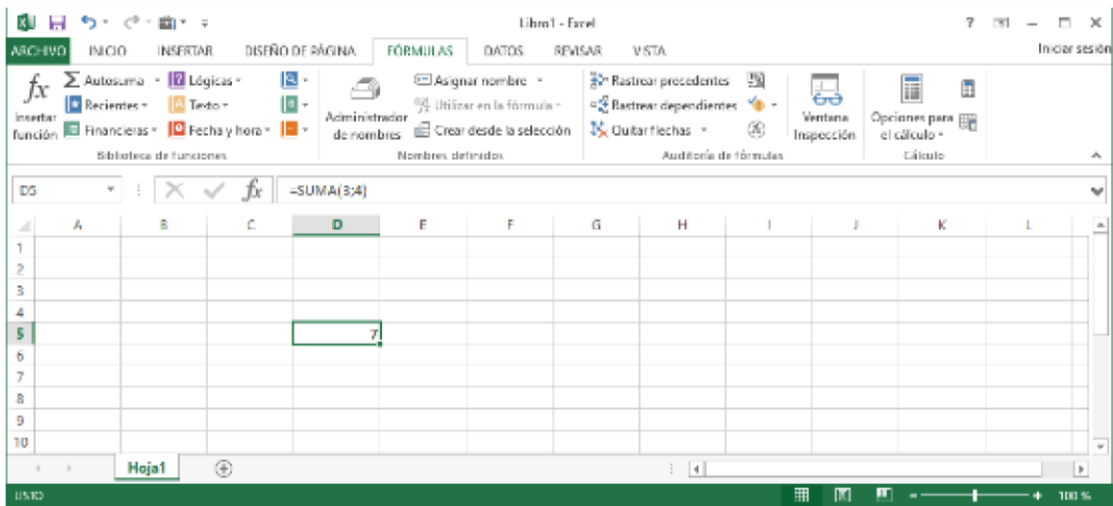 Libro1 - Excel
ARCHIVO INICIO INSERTAR DISEÑO DE PÁGINA FÓRMULAS DATOS REVISAR VISTA Iniciar sesión
Autosuma Lógicas Asignar nombre Rastrear precedentes
Recientes Texto Utilizar en la fórmula Rastrear dependientes
Insertar función
Financieras Fecha y hora
Administrador de nombres
Crear desde la selección Quitar flechas
Ventana Inspección
Opciones para el cálculo
Biblioteca de funciones Nombres definidos Auditoría de fórmulas Cálculo
D5 fx =SUMA(3;4)
A B C D E F G H I J K L
1
2
3
4
5 7
6
7
8
9
10
Hoja1
LISTO 100 %